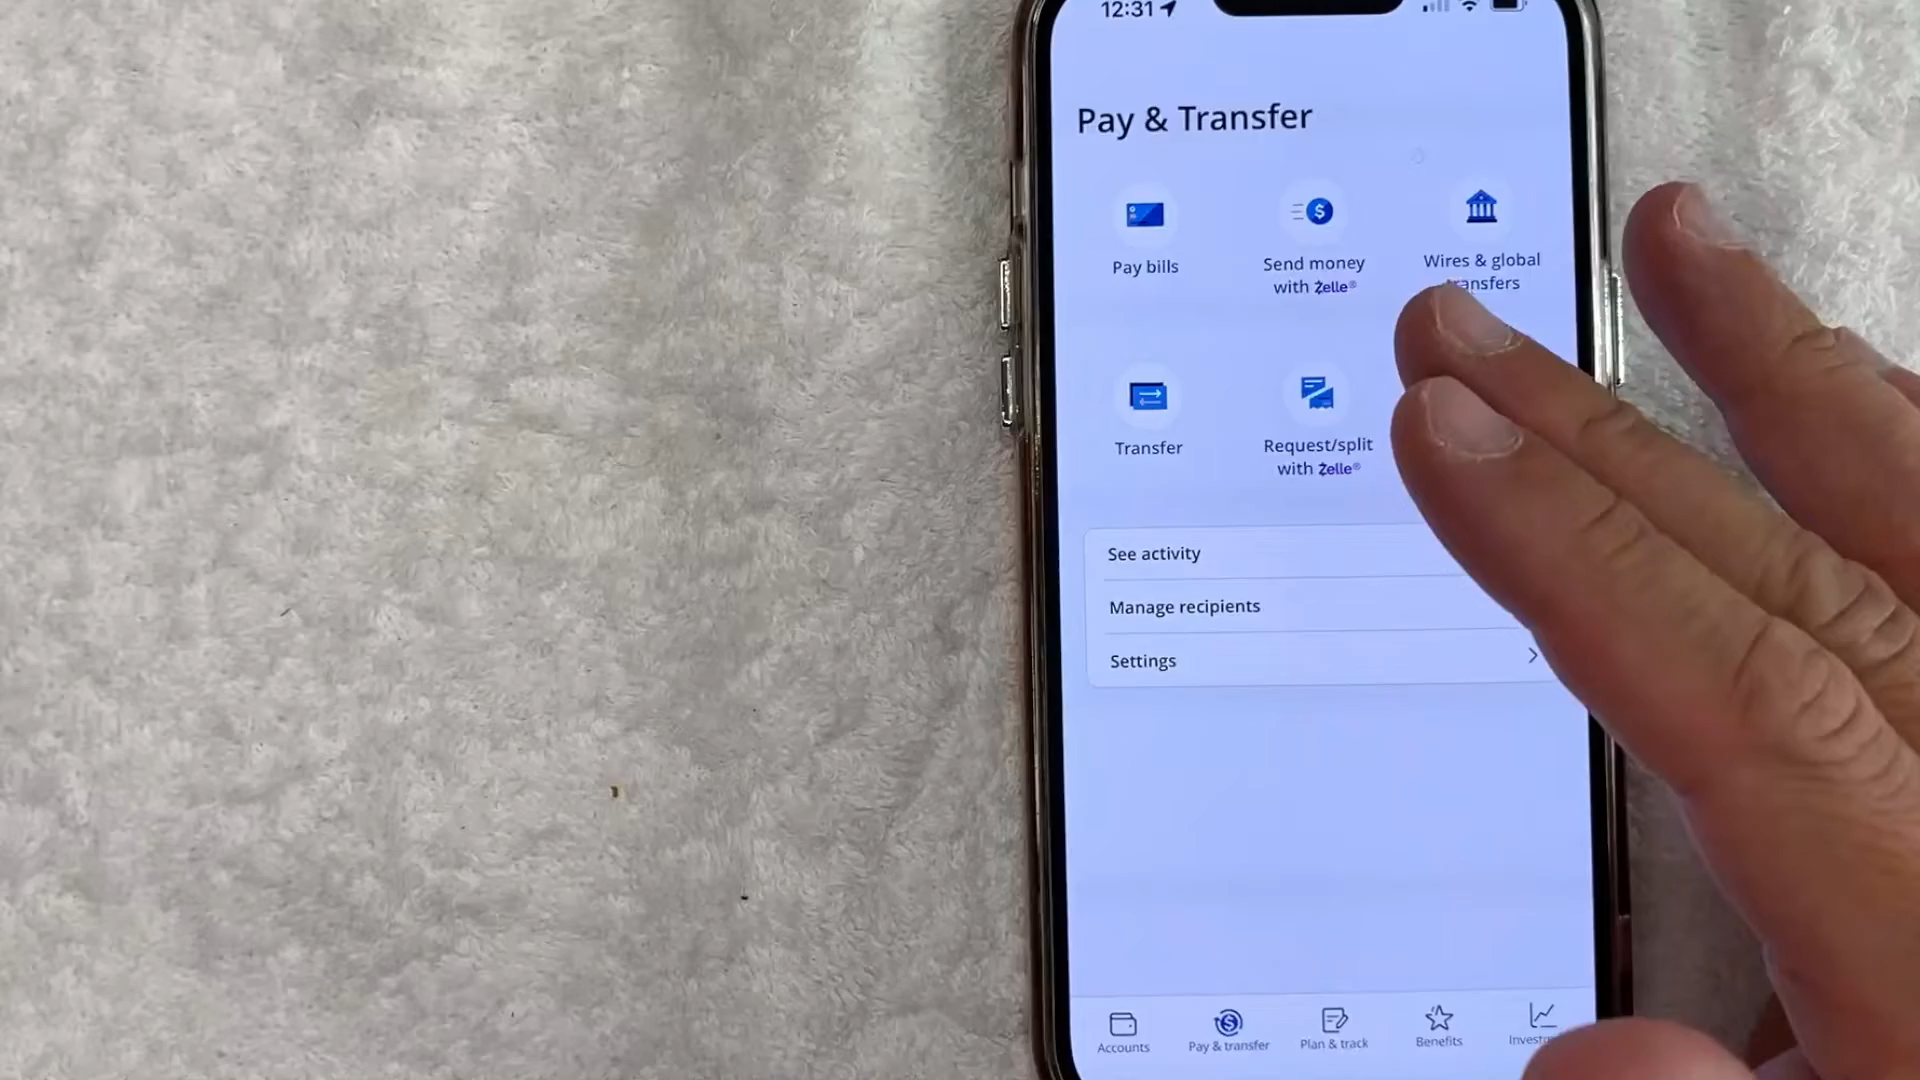 12:31
Pay & Transfer
Pay bills
Send money
with Zelle®
Wires & global
transfers
Transfer
Request/split
with Zelle®
See activity
Manage recipients
Settings
Accounts
Pay & transfer
Plan & track
Benefits